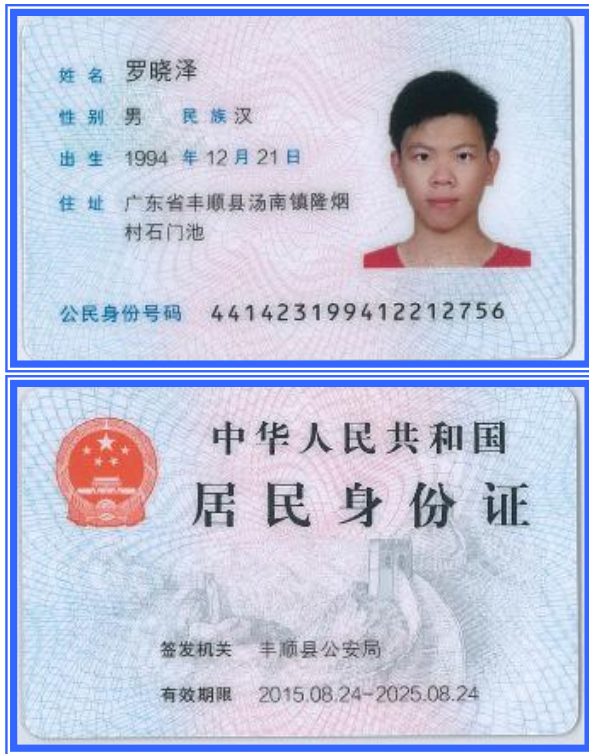 姓名 罗晓泽
性别 男 民族 汉
出生 1994 年 12 月 21 日
住址 广东省丰顺县汤南镇隆烟
村石门池
公民身份号码 441423199412212756
中华人民共和国
居民身份证
签发机关 丰顺县公安局
有效期限 2015.08.24-2025.08.24